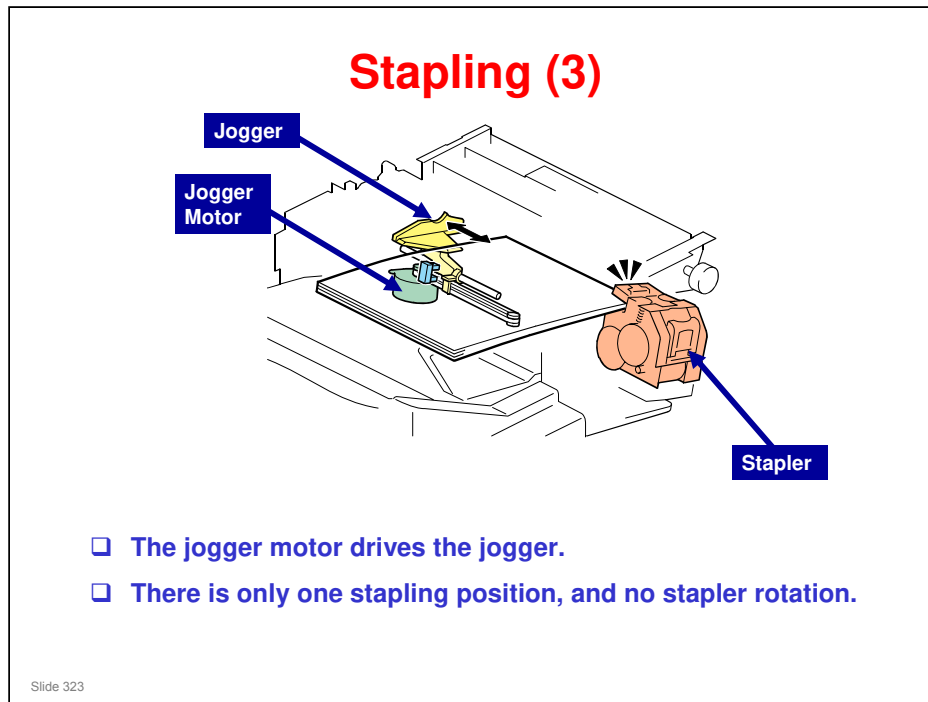 Stapling (3)
Jogger
Jogger
Motor
Stapler
❑ The jogger motor drives the jogger.
❑ There is only one stapling position, and no stapler rotation.
Slide 323